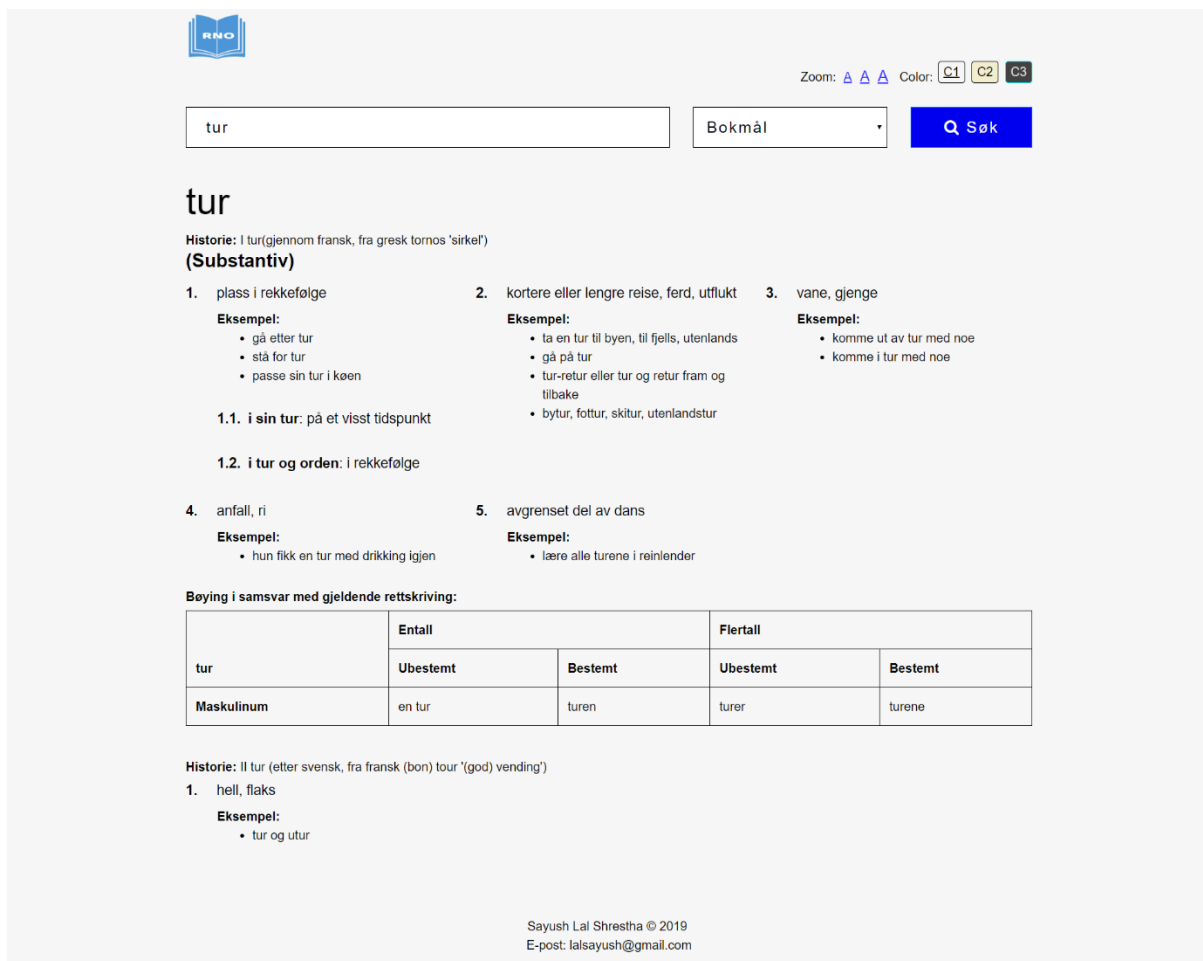 RNO
Zoom: A A A Color: C1 C2 C3
tur Bokmål Søk
tur
Historie: I tur(gjennom fransk, fra gresk tornos 'sirkel')
(Substantiv)
1. plass i rekkefølge
Eksempel:
• gå etter tur
• stå for tur
• passe sin tur i køen
1.1. i sin tur: på et visst tidspunkt
1.2. i tur og orden: i rekkefølge
2. kortere eller lengre reise, ferd, utflukt
Eksempel:
• ta en tur til byen, til fjells, utenlands
• gå på tur
• tur-retur eller tur og retur fram og
tilbake
• bytur, fottur, skitur, utenlandstur
3. vane, gjenge
Eksempel:
• komme ut av tur med noe
• komme i tur med noe
4. anfall, ri
Eksempel:
• hun fikk en tur med drikking igjen
5. avgrenset del av dans
Eksempel:
• lære alle turene i reinlender
Bøying i samsvar med gjeldende rettskriving:
Entall Flertall
tur Ubestemt Bestemt Ubestemt Bestemt
Maskulinum en tur turen turer turene
Historie: II tur (etter svensk, fra fransk (bon) tour '(god) vending')
1. hell, flaks
Eksempel:
• tur og utur
Sayush Lal Shrestha © 2019
E-post: lalsayush@gmail.com